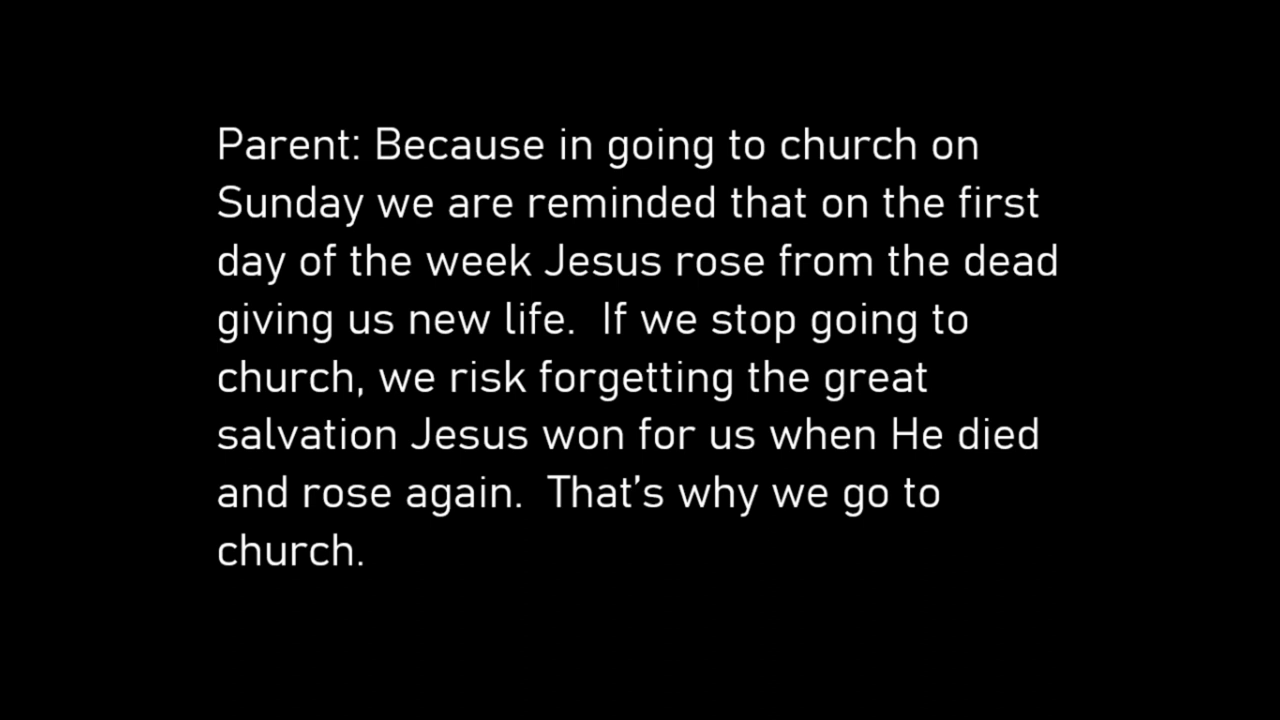 Parent: Because in going to church on
Sunday we are reminded that on the first
day of the week Jesus rose from the dead
giving us new life.  If we stop going to
church, we risk forgetting the great
salvation Jesus won for us when He died
and rose again.  That’s why we go to
church.